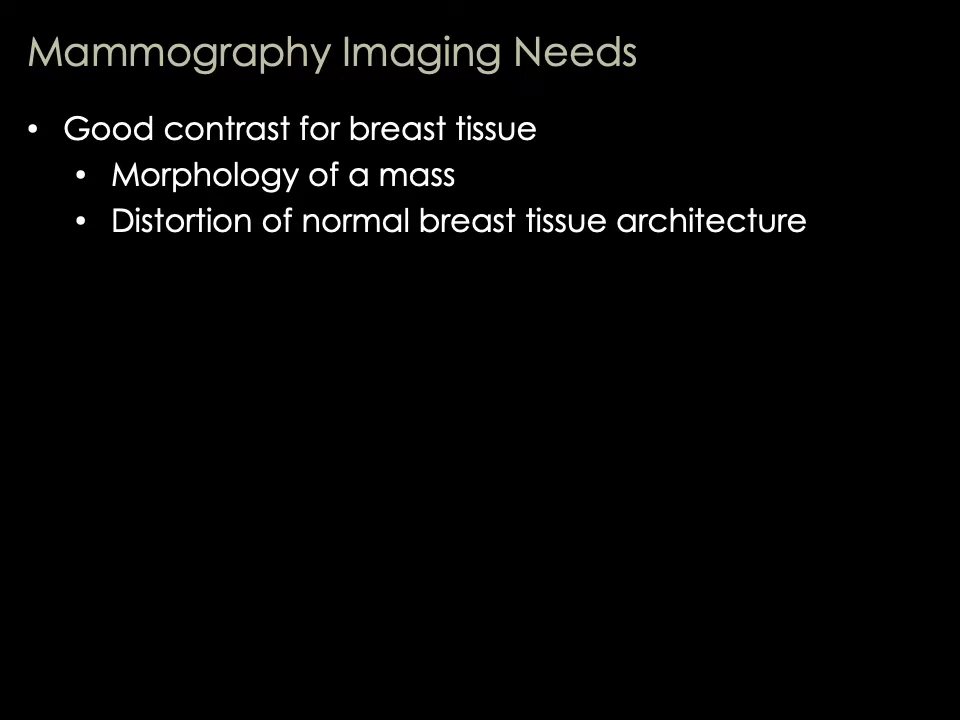 Mammography Imaging Needs
• Good contrast for breast tissue
• Morphology of a mass
• Distortion of normal breast tissue architecture